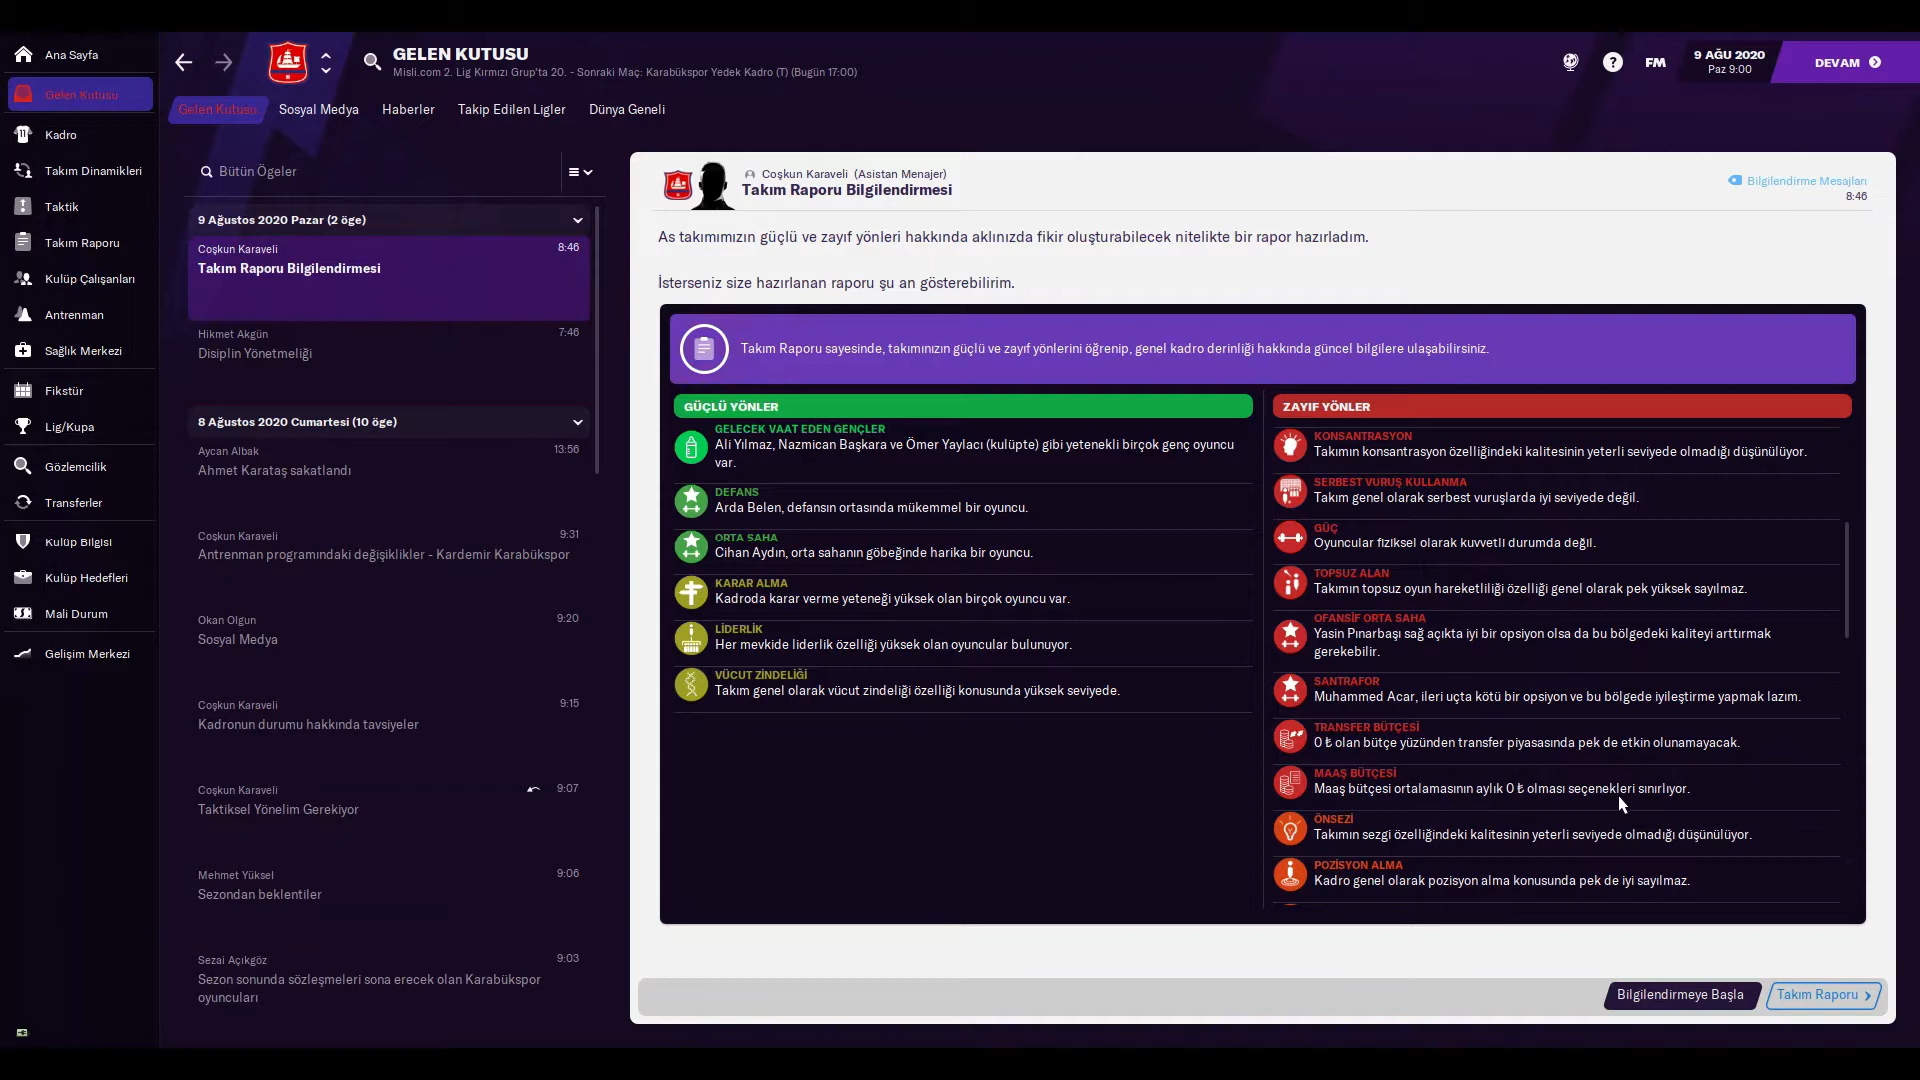 Ana Sayfa
Gelen Kutusu
Kadro
Takım Dinamikleri
Taktik
Takım Raporu
Kulüp Çalışanları
Antrenman
Sağlık Merkezi
Fikstür
Lig/Kupa
Gözlemcilik
Transferler
Kulüp Bilgisi
Kulüp Hedefleri
Mali Durum
Gelişim Merkezi
GELEN KUTUSU
Misli.com 2. Lig Kırmızı Grup'ta 20. - Sonraki Maç: Karabükspor Yedek Kadro (T) (Bugün 17:00)
?
FM
9 AĞU 2020
Paz 9:00
DEVAM
Gelen Kutusu
Sosyal Medya
Haberler
Takip Edilen Ligler
Dünya Geneli
Bütün Ögeler
9 Ağustos 2020 Pazar (2 öge)
Coşkun Karaveli 8:46
Takım Raporu Bilgilendirmesi
Hikmet Akgün 7:46
Disiplin Yönetmeliği
8 Ağustos 2020 Cumartesi (10 öge)
Aycan Albak 13:56
Ahmet Karataş sakatlandı
Coşkun Karaveli 9:31
Antrenman programındaki değişiklikler - Kardemir Karabükspor
Okan Olgun 9:20
Sosyal Medya
Coşkun Karaveli 9:15
Kadronun durumu hakkında tavsiyeler
Coşkun Karaveli 9:07
Taktiksel Yönelim Gerekiyor
Mehmet Yüksel 9:06
Sezondan beklentiler
Sezai Açıkgöz 9:03
Sezon sonunda sözleşmeleri sona erecek olan Karabükspor
oyuncuları
Coşkun Karaveli (Asistan Menajer)
Takım Raporu Bilgilendirmesi
Bilgilendirme Mesajları
8:46
As takımımızın güçlü ve zayıf yönleri hakkında aklınızda fikir oluşturabilecek nitelikte bir rapor hazırladım.
İsterseniz size hazırlanan raporu şu an gösterebilirim.
Takım Raporu sayesinde, takımınızın güçlü ve zayıf yönlerini öğrenip, genel kadro derinliği hakkında güncel bilgilere ulaşabilirsiniz.
GÜÇLÜ YÖNLER
GELECEK VAAT EDEN GENÇLER
Ali Yılmaz, Nazmican Başkara ve Ömer Yaylacı (kulüpte) gibi yetenekli birçok genç oyuncu
var.
DEFANS
Arda Belen, defansın ortasında mükemmel bir oyuncu.
ORTA SAHA
Cihan Aydın, orta sahanın göbeğinde harika bir oyuncu.
KARAR ALMA
Kadroda karar verme yeteneği yüksek olan birçok oyuncu var.
LİDERLİK
Her mevkide liderlik özelliği yüksek olan oyuncular bulunuyor.
VÜCUT ZİNDELİĞİ
Takım genel olarak vücut zindeliği özelliği konusunda yüksek seviyede.
ZAYIF YÖNLER
KONSANTRASYON
Takımın konsantrasyon özelliğindeki kalitesinin yeterli seviyede olmadığı düşünülüyor.
SERBEST VURUŞ KULLANMA
Takım genel olarak serbest vuruşlarda iyi seviyede değil.
GÜÇ
Oyuncular fiziksel olarak kuvvetli durumda değil.
TOPSUZ ALAN
Takımın topsuz oyun hareketliliği özelliği genel olarak pek yüksek sayılmaz.
OFANSİF ORTA SAHA
Yasin Pınarbaşı sağ açıkta iyi bir opsiyon olsa da bu bölgedeki kaliteyi arttırmak
gerekebilir.
SANTRAFOR
Muhammed Acar, ileri uçta kötü bir opsiyon ve bu bölgede iyileştirme yapmak lazım.
TRANSFER BÜTÇESİ
0 ₺ olan bütçe yüzünden transfer piyasasında pek de etkin olunamayacak.
MAAŞ BÜTÇESİ
Maaş bütçesi ortalamasının aylık 0 ₺ olması seçenekleri sınırlıyor.
ÖNSEZİ
Takımın sezgi özelliğindeki kalitesinin yeterli seviyede olmadığı düşünülüyor.
POZİSYON ALMA
Kadro genel olarak pozisyon alma konusunda pek de iyi sayılmaz.
Bilgilendirmeye Başla
Takım Raporu